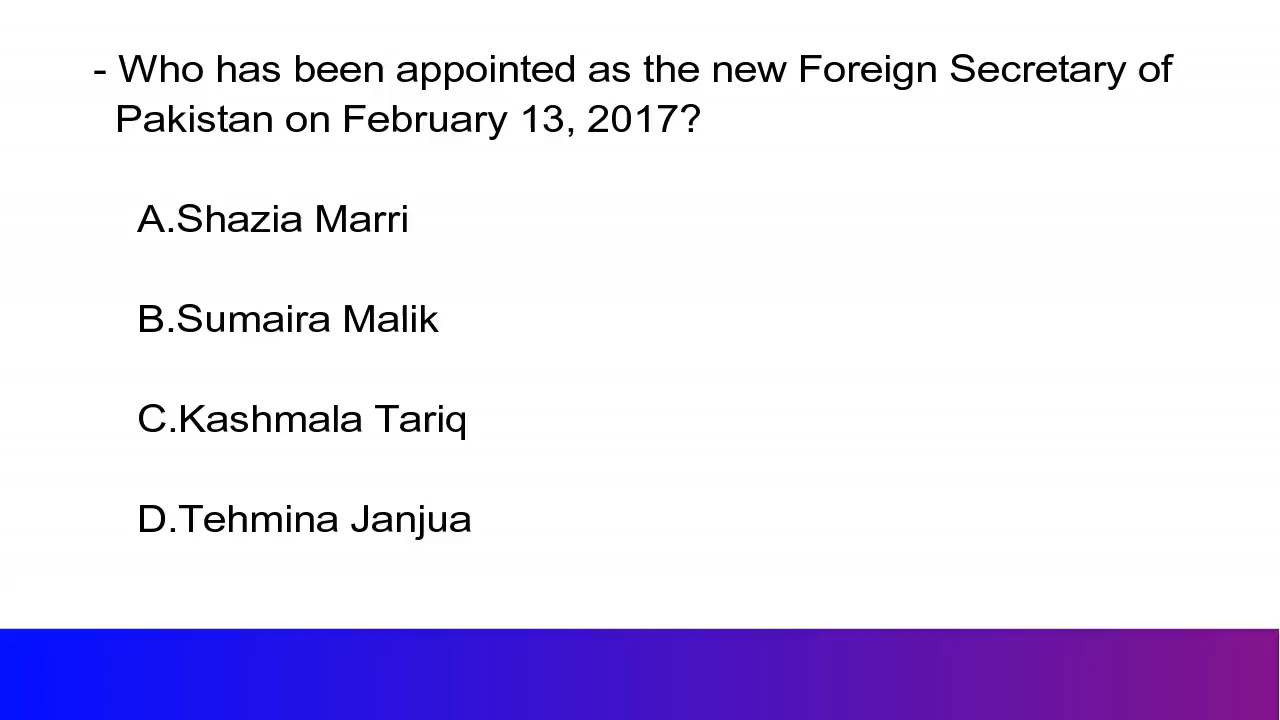 - Who has been appointed as the new Foreign Secretary of
Pakistan on February 13, 2017?
A.Shazia Marri
B.Sumaira Malik
C.Kashmala Tariq
D.Tehmina Janjua